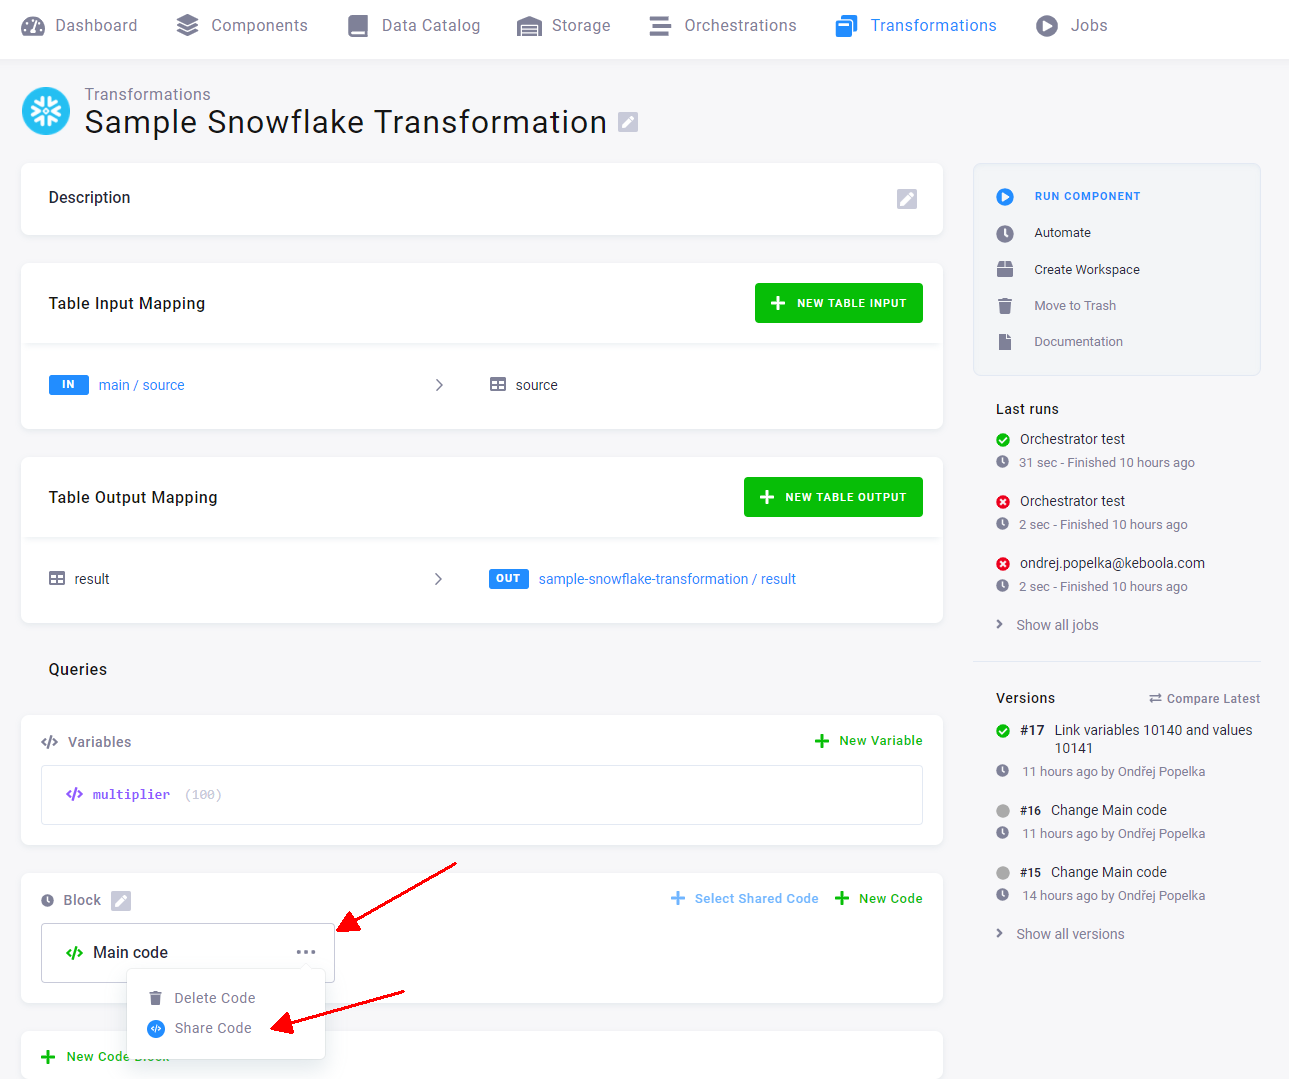 Dashboard Components Data Catalog Storage Orchestrations Transformations Jobs
Transformations
Sample Snowflake Transformation
Description
Table Input Mapping
NEW TABLE INPUT
IN main / source
source
Table Output Mapping
NEW TABLE OUTPUT
result
OUT sample-snowflake-transformation / result
Queries
</> Variables
New Variable
</> multiplier (100)
Block
Select Shared Code
New Code
</> Main code ...
Delete Code
</> Share Code
New Code Block
RUN COMPONENT
Automate
Create Workspace
Move to Trash
Documentation
Last runs
Orchestrator test
31 sec - Finished 10 hours ago
Orchestrator test
2 sec - Finished 10 hours ago
ondrej.popelka@keboola.com
2 sec - Finished 10 hours ago
Show all jobs
Versions
Compare Latest
#17 Link variables 10140 and values
10141
11 hours ago by Ondřej Popelka
#16 Change Main code
11 hours ago by Ondřej Popelka
#15 Change Main code
14 hours ago by Ondřej Popelka
Show all versions